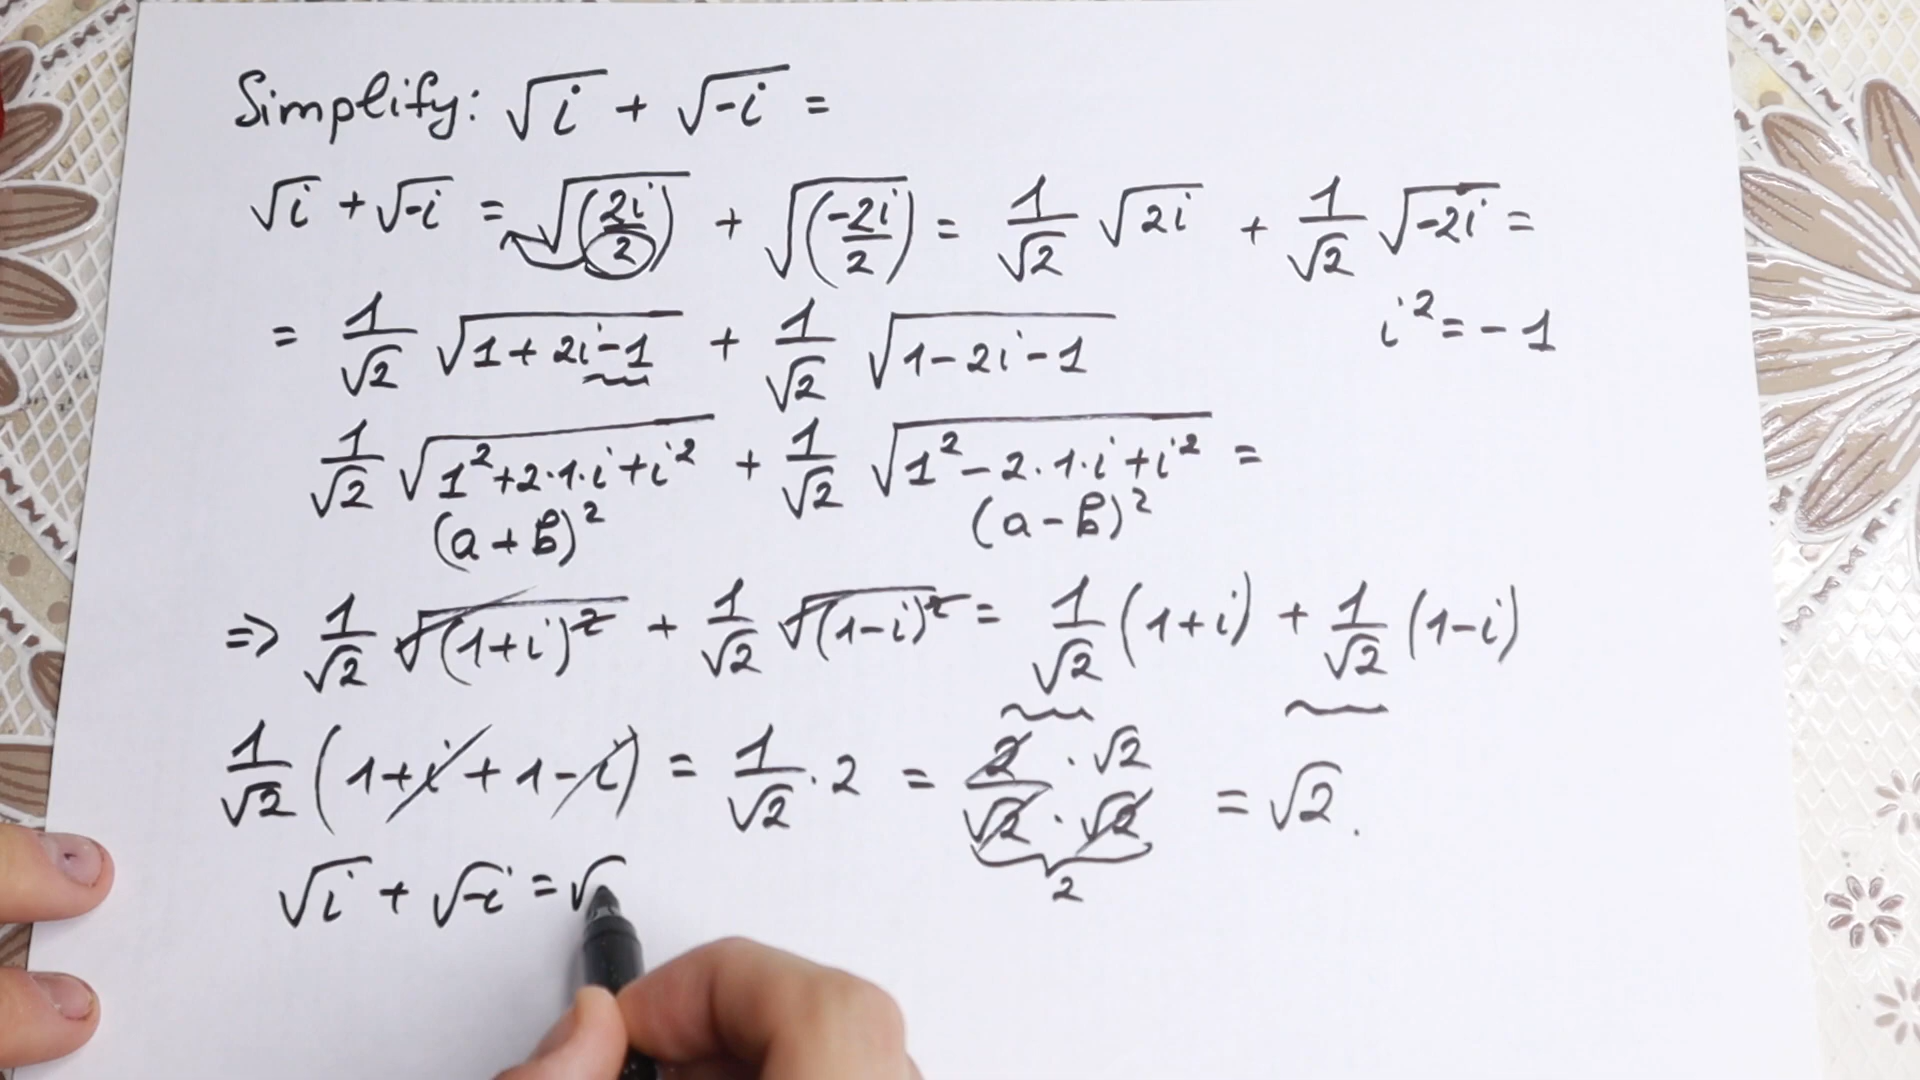 Simplify: √i + √-i =
√i + √-i = √(2i/2) + √(-2i/2) = 1/√2 √2i + 1/√2 √-2i =
i² = -1
= 1/√2 √1+2i-1 + 1/√2 √1-2i-1
1/√2 √1²+2·1·i+i² + 1/√2 √1²-2·1·i+i² =
(a+b)² (a-b)²
=> 1/√2 √(1+i)² + 1/√2 √(1-i)² = 1/√2 (1+i) + 1/√2 (1-i)
1/√2 (1+i+1-i) = 1/√2 · 2 = 2·√2/√2·√2 = √2.
2
√i + √-i = √